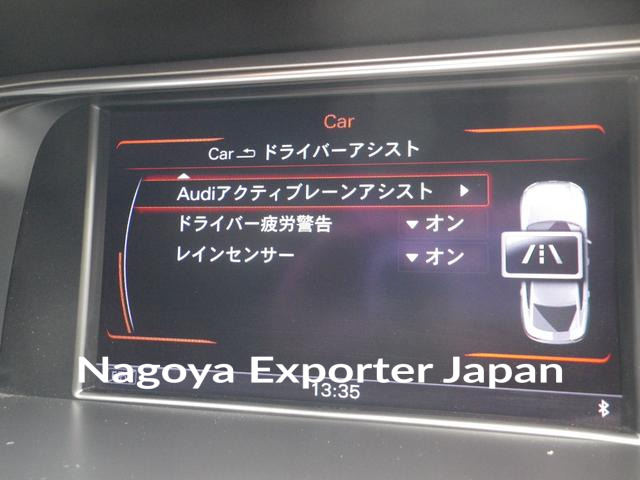 Car
Car ドライバーアシスト
Audiアクティブレーンアシスト
ドライバー疲労警告 オン
レインセンサー オン
Nagoya Exporter Japan
13:35